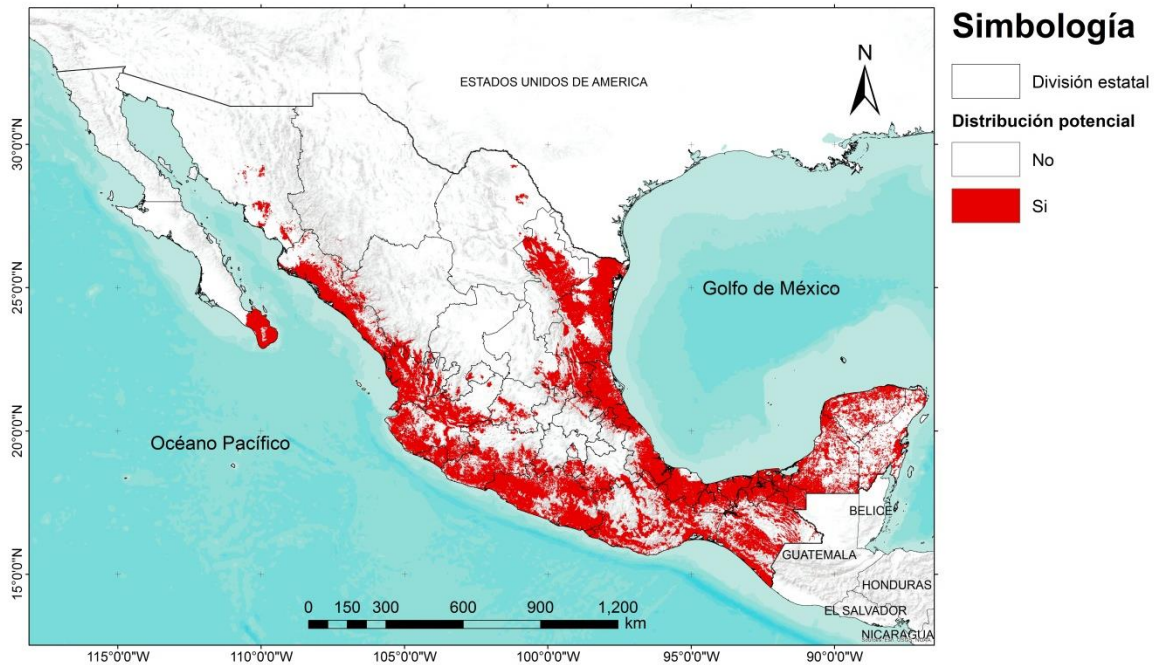 Simbología
División estatal
Distribución potencial
No
Si
N
ESTADOS UNIDOS DE AMERICA
Golfo de México
Océano Pacífico
BELICE
GUATEMALA
HONDURAS
EL SALVADOR
NICARAGUA
0 150 300 600 900 1,200
km
30°0'0"N
25°0'0"N
20°0'0"N
15°0'0"N
115°0'0"W 110°0'0"W 105°0'0"W 100°0'0"W 95°0'0"W 90°0'0"W